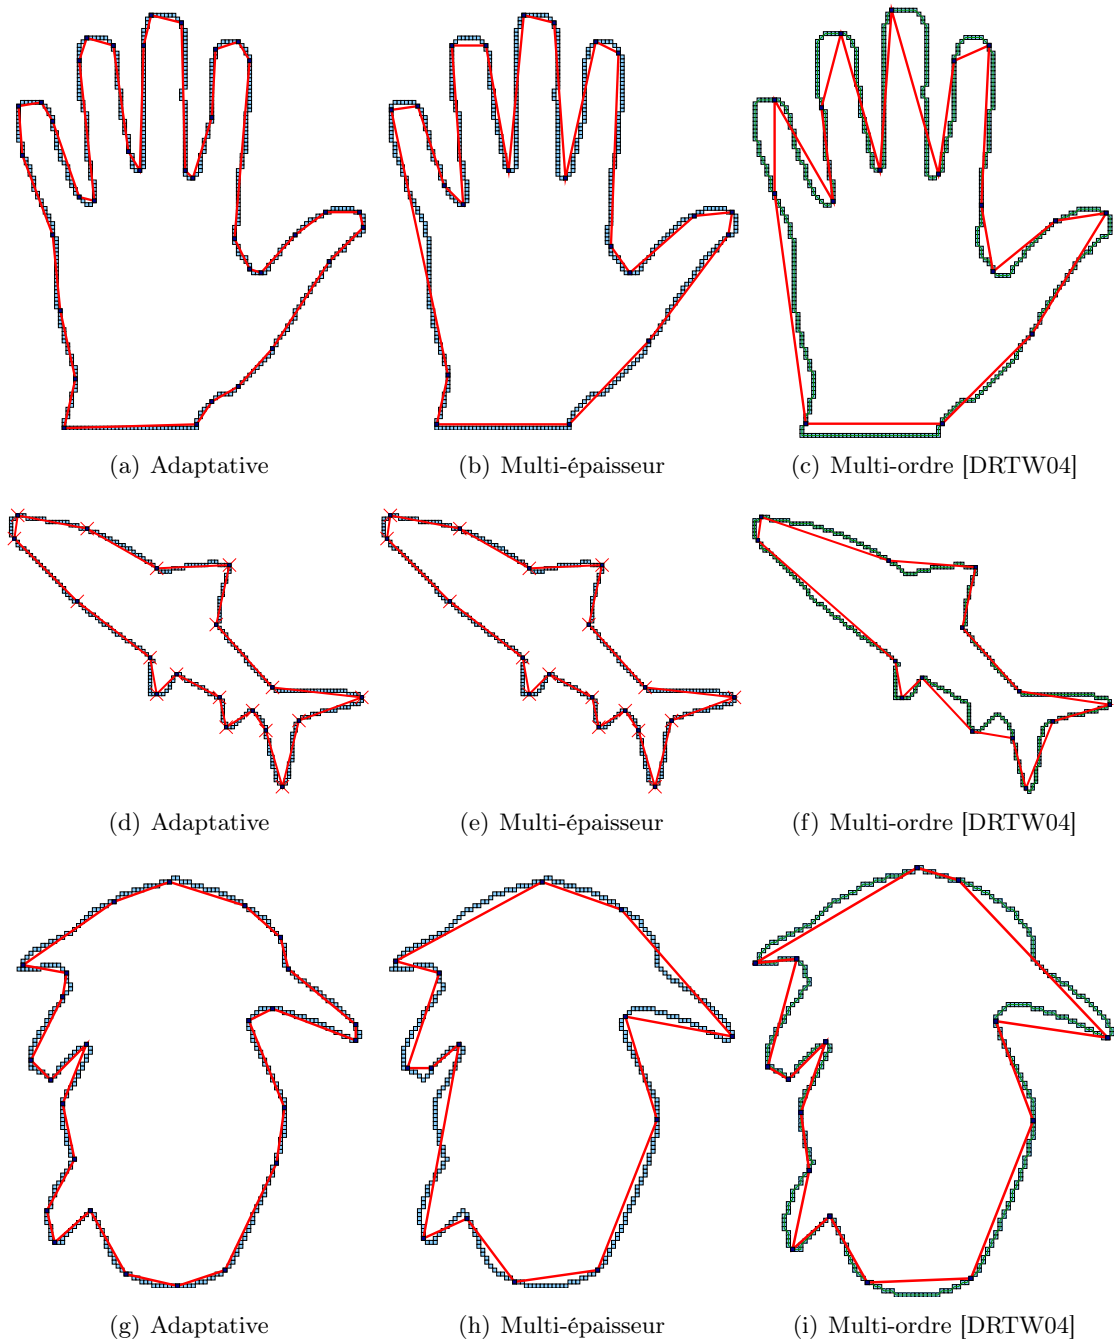 (a) Adaptative
(b) Multi-épaisseur
(c) Multi-ordre [DRTW04]
(d) Adaptative
(e) Multi-épaisseur
(f) Multi-ordre [DRTW04]
(g) Adaptative
(h) Multi-épaisseur
(i) Multi-ordre [DRTW04]